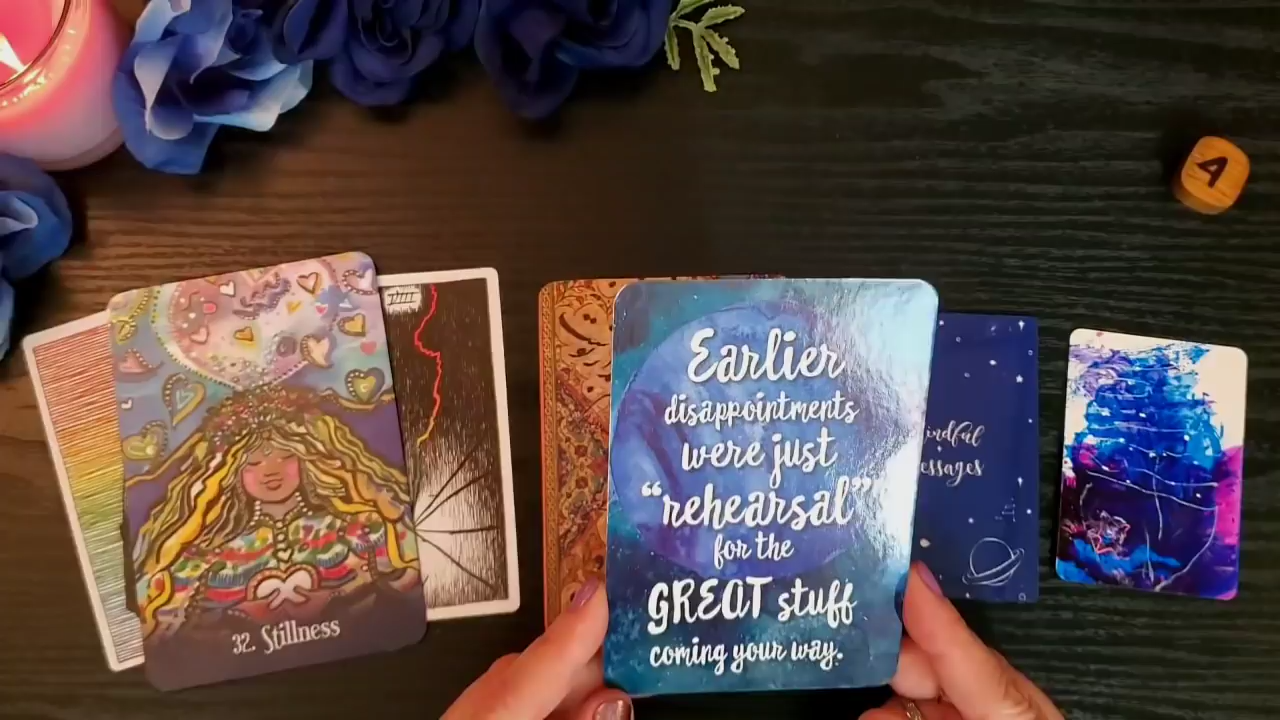 Earlier
disappointments
were just
"rehearsal"
for the
GREAT stuff
coming your way.
32. Stillness
4